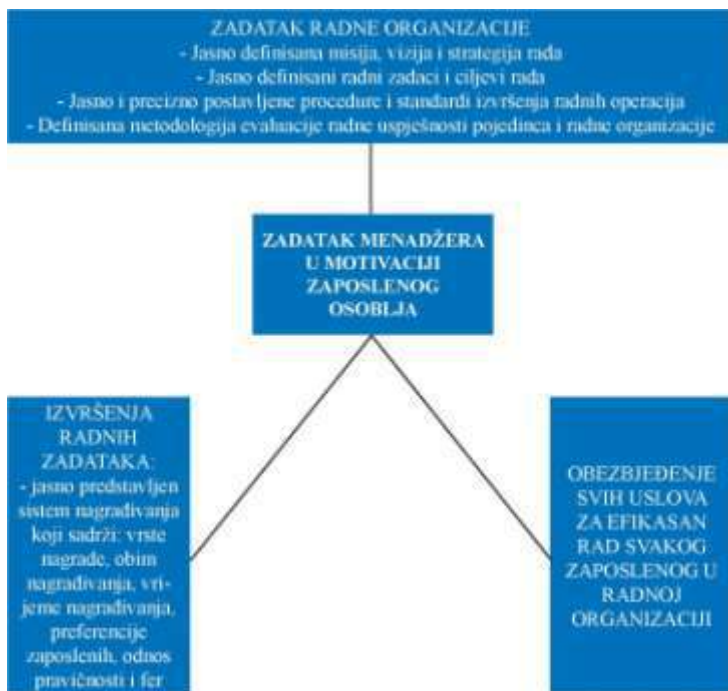 ZADATAK RADNE ORGANIZACIJE
- Jasno definisana misija, vizija i strategija rada
- Jasno definisani radni zadaci i ciljevi rada
- Jasno i precizno postavljene procedure i standardi izvršenja radnih operacija
- Definisana metodologija evaluacije radne uspješnosti pojedinca i radne organizacije
ZADATAK MENADŽERA
U MOTIVACIJI
ZAPOSLENOG
OSOBLJA
IZVRŠENJA
RADNIH
ZADATAKA:
- jasno predstavljen
sistem nagrađivanja
koji sadrži: vrste
nagrade, obim
nagrađivanja, vri-
jeme nagrađivanja,
preferencije
zaposlenih, odnos
pravičnosti i fer
OBEZBJEĐENJE
SVIH USLOVA
ZA EFIKASAN
RAD SVAKOG
ZAPOSLENOG U
RADNOJ
ORGANIZACIJI